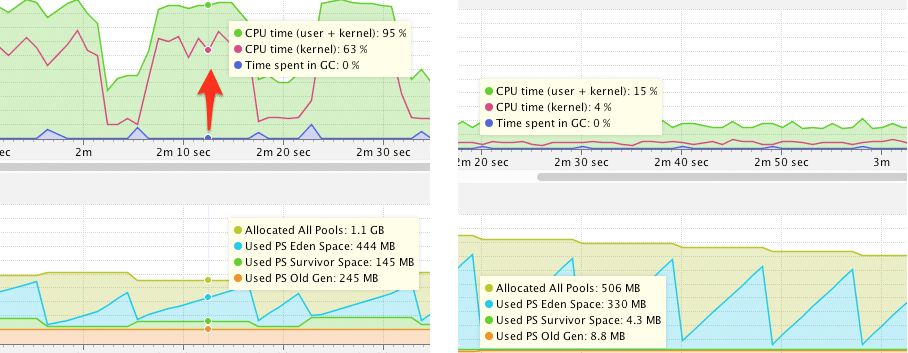 CPU time (user + kernel): 95 %
CPU time (kernel): 63 %
Time spent in GC: 0 %
ec 2m 2m 10 sec 2m 20 sec 2m 30 sec
Allocated All Pools: 1.1 GB
Used PS Eden Space: 444 MB
Used PS Survivor Space: 145 MB
Used PS Old Gen: 245 MB
CPU time (user + kernel): 15 %
CPU time (kernel): 4 %
Time spent in GC: 0 %
2m 20 sec 2m 30 sec 2m 40 sec 2m 50 sec 3m
Allocated All Pools: 506 MB
Used PS Eden Space: 330 MB
Used PS Survivor Space: 4.3 MB
Used PS Old Gen: 8.8 MB